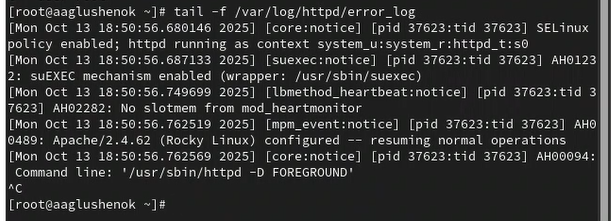 [root@aaglushenok ~]# tail -f /var/log/httpd/error_log
[Mon Oct 13 18:50:56.680146 2025] [core:notice] [pid 37623:tid 37623] SELinux
policy enabled; httpd running as context system_u:system_r:httpd_t:s0
[Mon Oct 13 18:50:56.687133 2025] [suexec:notice] [pid 37623:tid 37623] AH0123
2: suEXEC mechanism enabled (wrapper: /usr/sbin/suexec)
[Mon Oct 13 18:50:56.749699 2025] [lbmethod_heartbeat:notice] [pid 37623:tid 3
7623] AH02282: No slotmem from mod_heartmonitor
[Mon Oct 13 18:50:56.762519 2025] [mpm_event:notice] [pid 37623:tid 37623] AH0
0489: Apache/2.4.62 (Rocky Linux) configured -- resuming normal operations
[Mon Oct 13 18:50:56.762569 2025] [core:notice] [pid 37623:tid 37623] AH00094:
 Command line: '/usr/sbin/httpd -D FOREGROUND'
^C
[root@aaglushenok ~]#